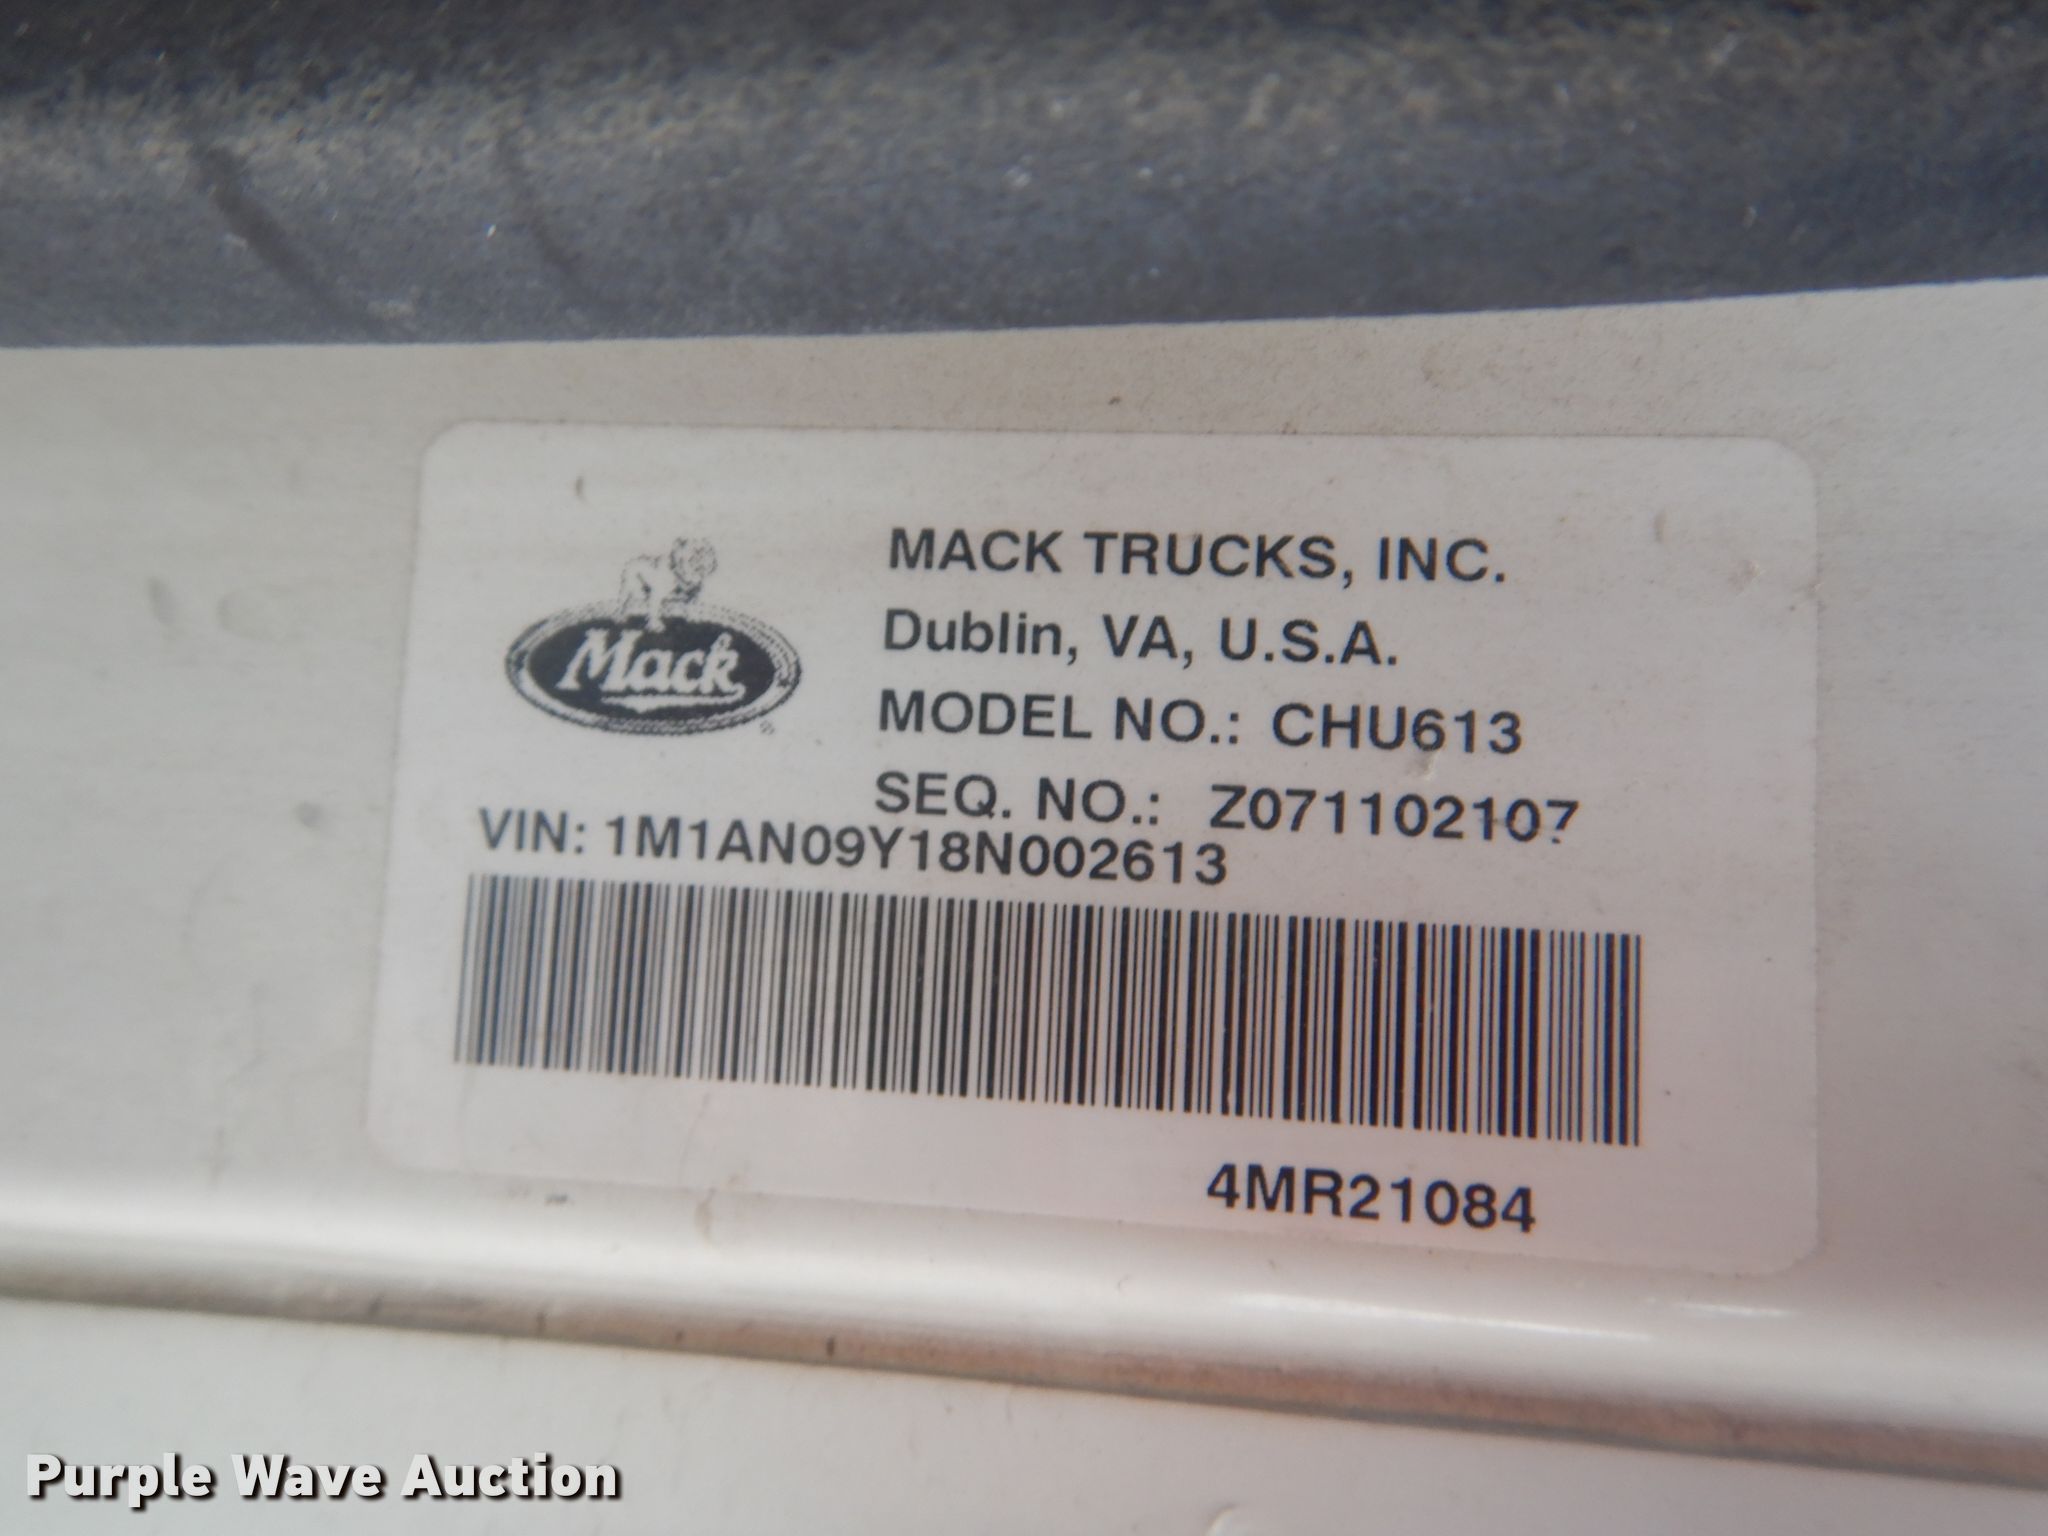 MACK TRUCKS, INC.
Dublin, VA, U.S.A.
Mack
®
MODEL NO.: CHU613
SEQ. NO.: Z071102107
VIN: 1M1AN09Y18N002613
4MR21084
Purple Wave Auction